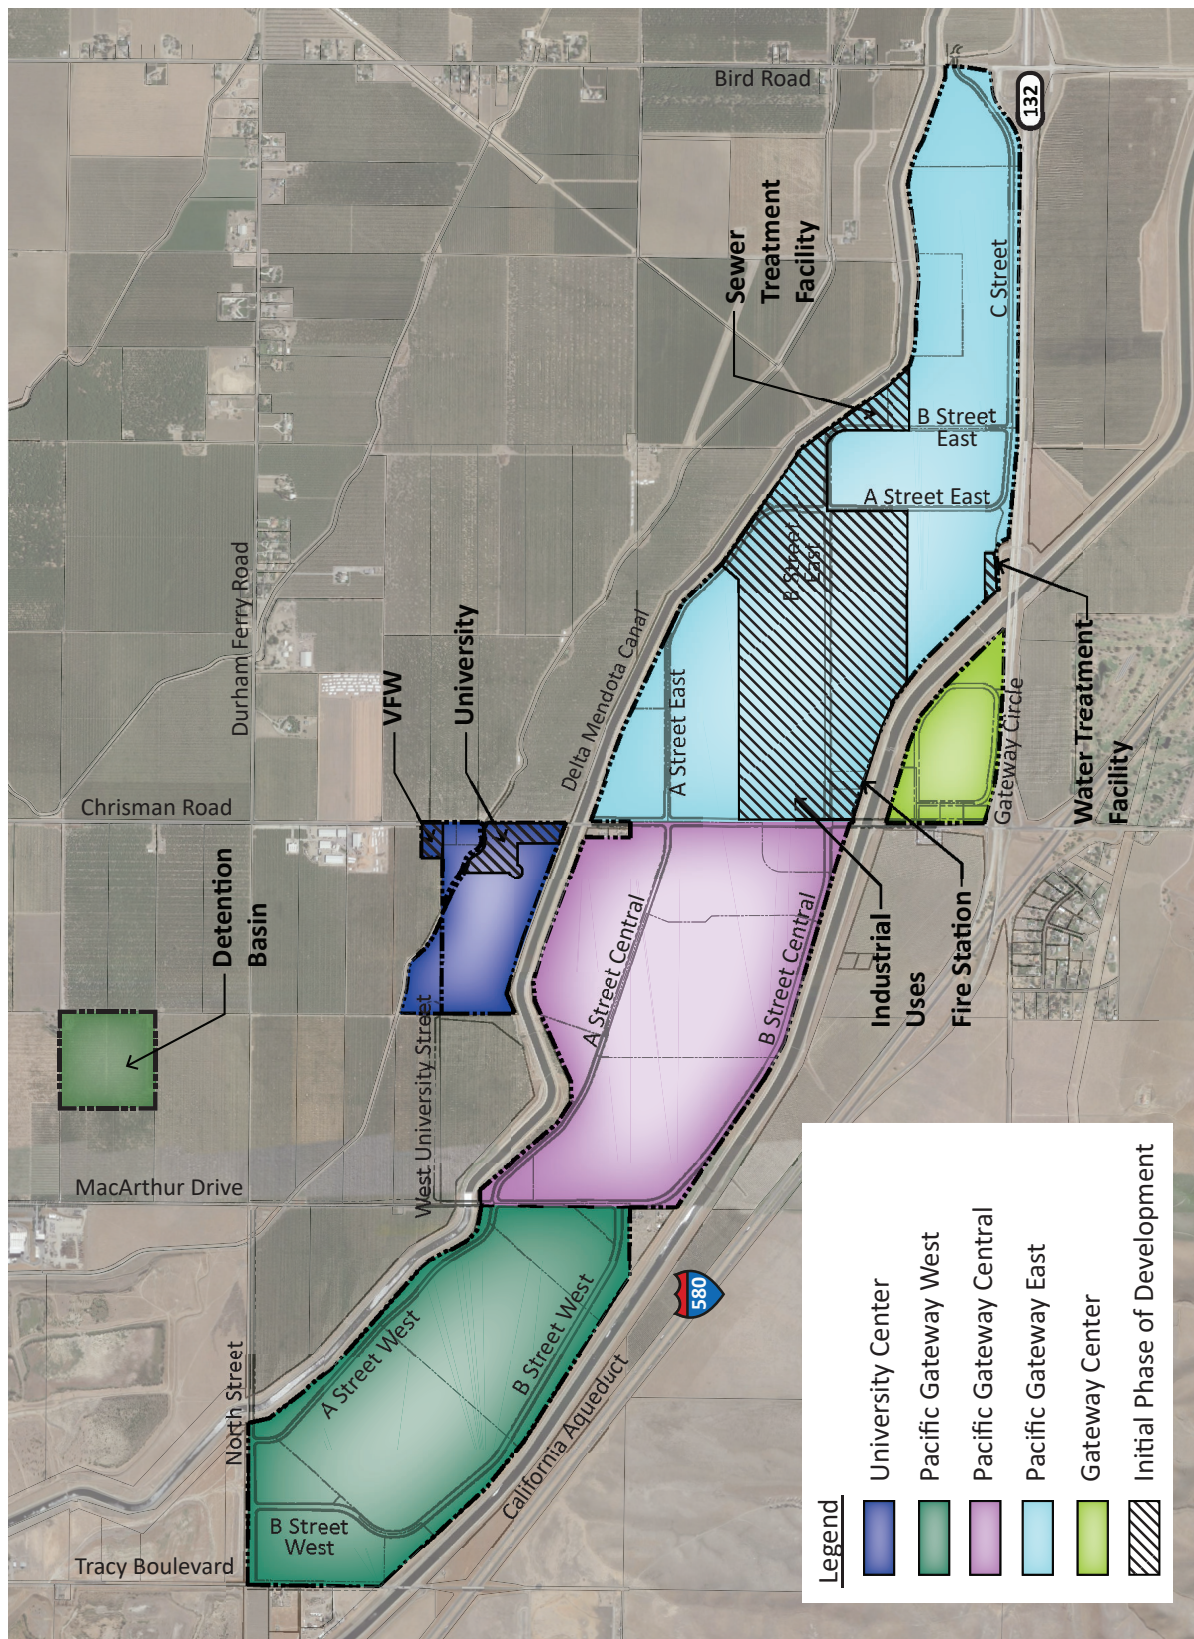 Bird Road
132
Sewer
Treatment
Facility
C Street
B Street
East
A Street East
B Street
East
Durham Ferry Road
VFW
University
Delta Mendota Canal
A Street East
Chrisman Road
Gateway Circle
Water Treatment
Facility
Detention
Basin
A Street Central
B Street Central
Industrial
Uses
Fire Station
West University Street
MacArthur Drive
580
North Street
A Street West
B Street West
California Aqueduct
B Street
West
Tracy Boulevard
Legend
University Center
Pacific Gateway West
Pacific Gateway Central
Pacific Gateway East
Gateway Center
Initial Phase of Development